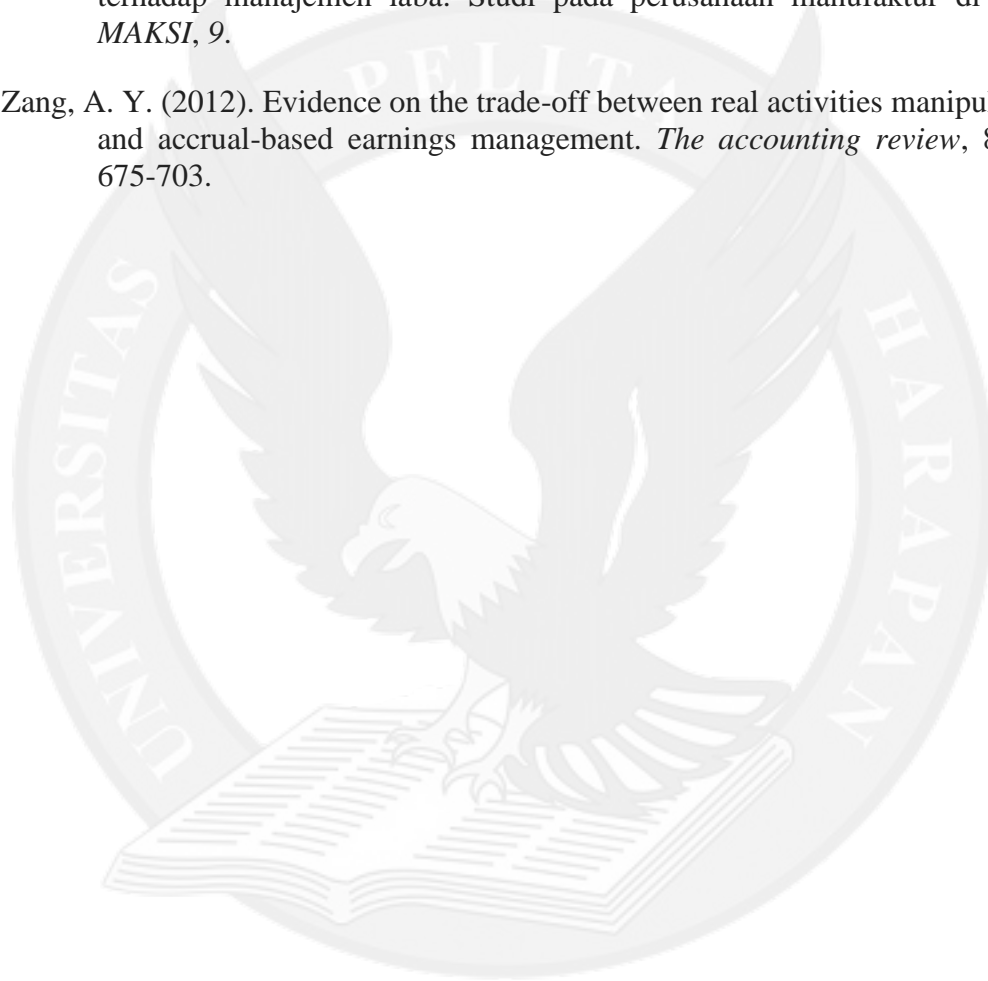 terhadap manajemen laba. Studi pada perusahaan manufaktur di
MAKSI, 9.
Zang, A. Y. (2012). Evidence on the trade-off between real activities manipul
and accrual-based earnings management. The accounting review,
675-703.
UNIVERSITAS PELITA HARAPAN